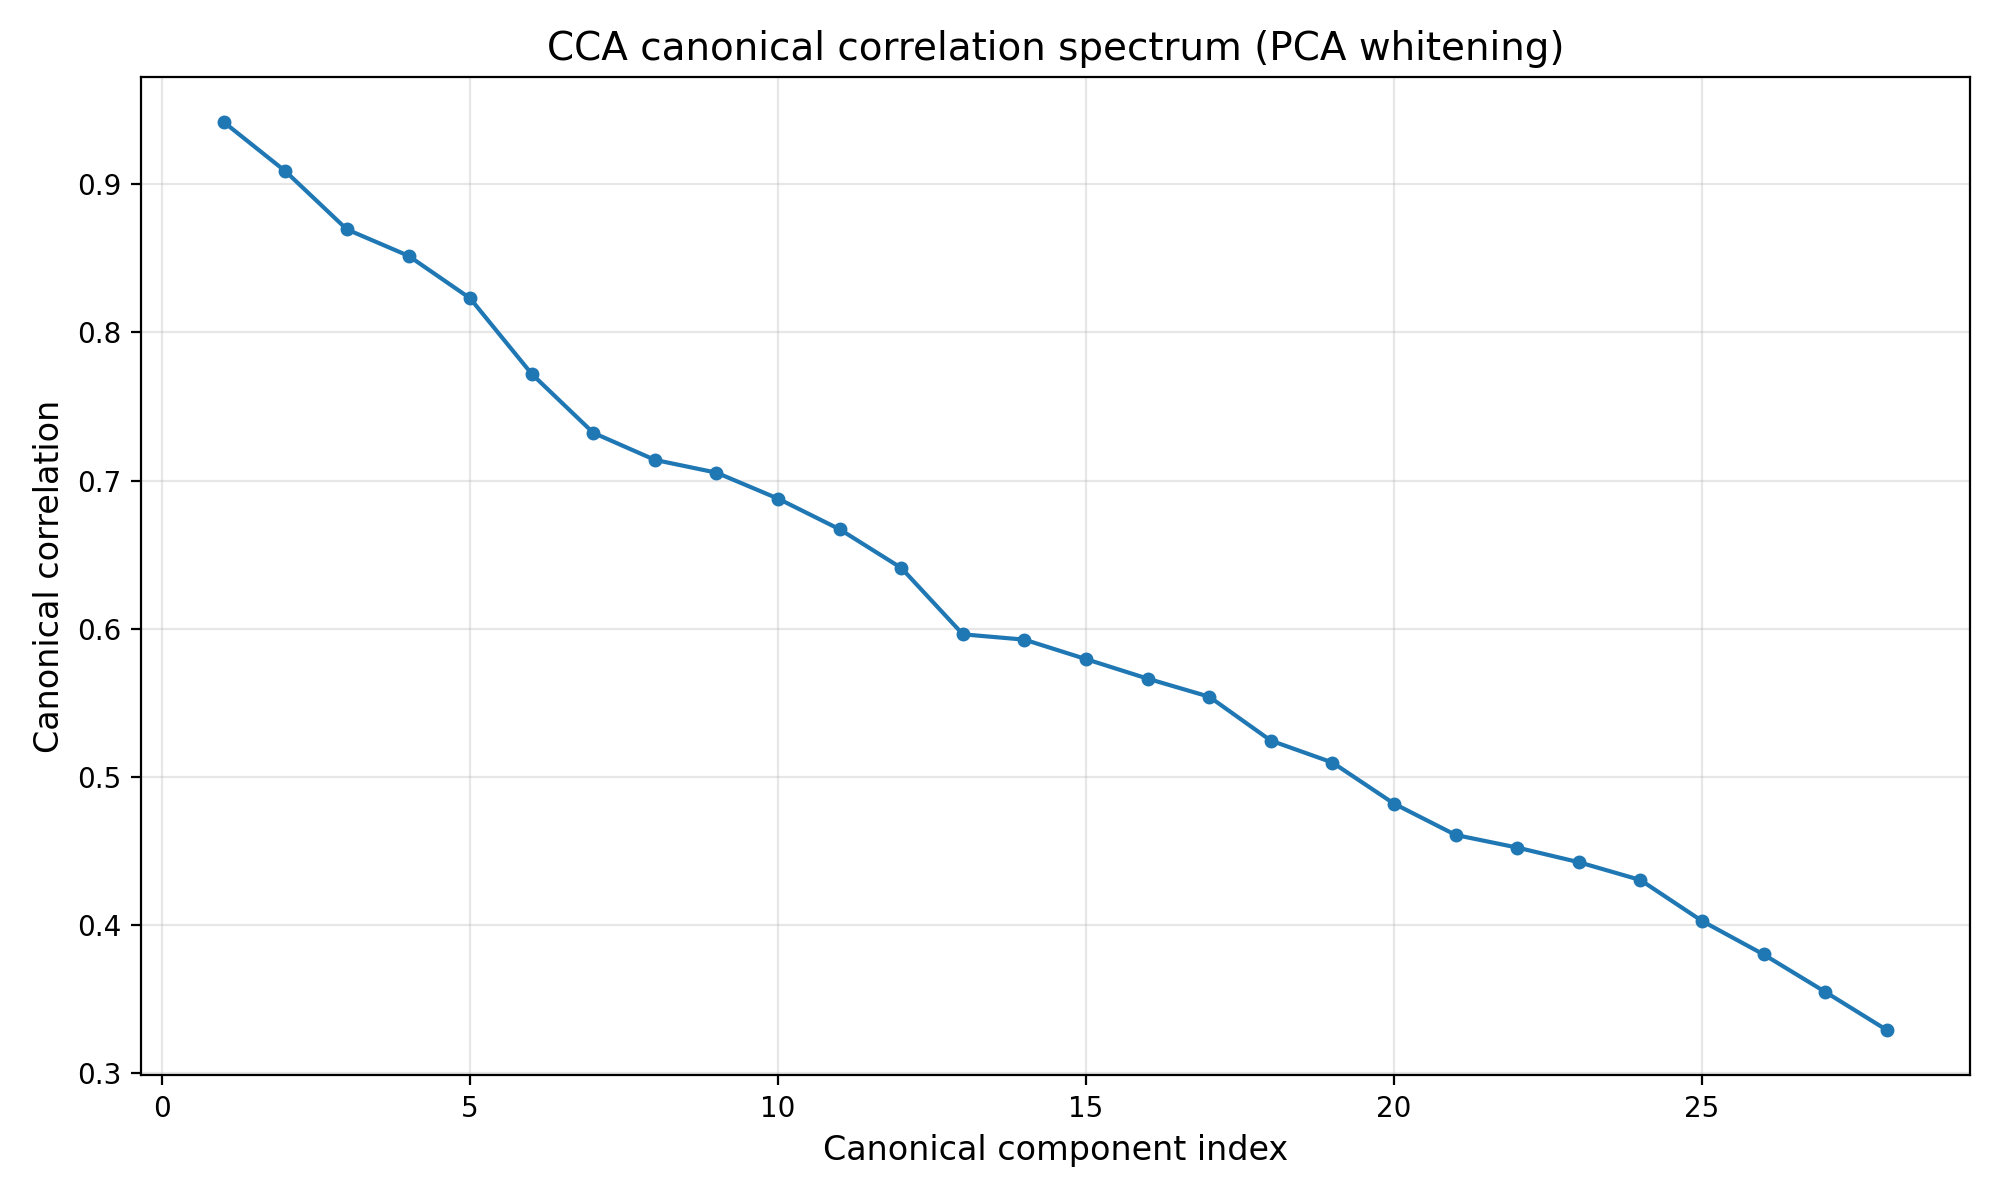 CCA canonical correlation spectrum (PCA whitening)
Canonical correlation
0.9
0.8
0.7
0.6
0.5
0.4
0.3
0 5 10 15 20 25
Canonical component index